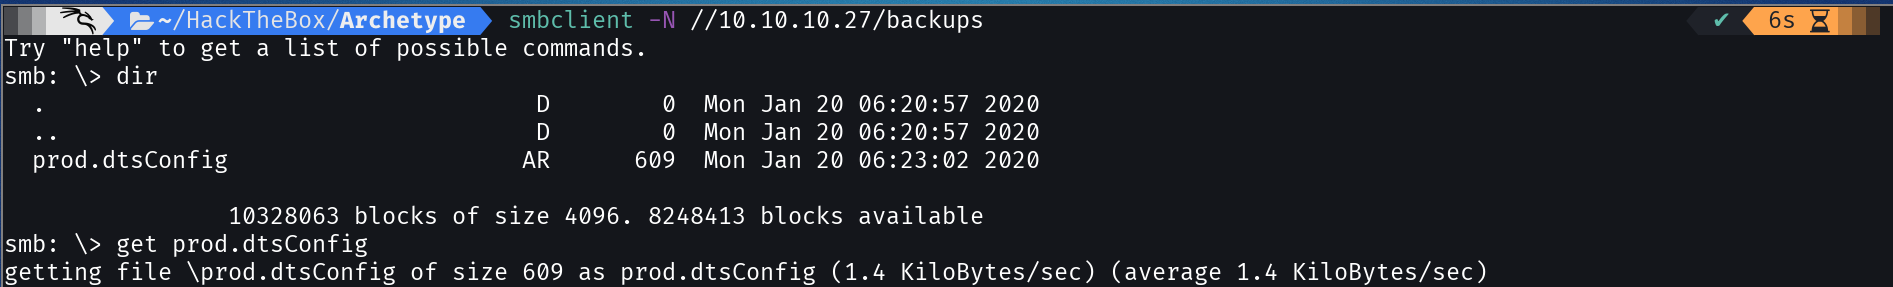 ~/HackTheBox/Archetype smbclient -N //10.10.10.27/backups ✔ 6s
Try "help" to get a list of possible commands.
smb: \> dir
  .                                   D        0  Mon Jan 20 06:20:57 2020
  ..                                  D        0  Mon Jan 20 06:20:57 2020
  prod.dtsConfig                     AR      609  Mon Jan 20 06:23:02 2020
                10328063 blocks of size 4096. 8248413 blocks available
smb: \> get prod.dtsConfig
getting file \prod.dtsConfig of size 609 as prod.dtsConfig (1.4 KiloBytes/sec) (average 1.4 KiloBytes/sec)